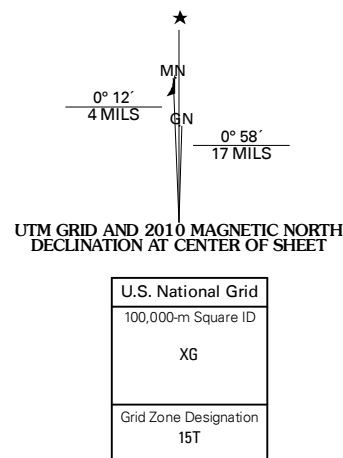 ★
MN
0° 12´
4 MILS
GN
0° 58´
17 MILS
UTM GRID AND 2010 MAGNETIC NORTH
DECLINATION AT CENTER OF SHEET
U.S. National Grid
100,000-m Square ID
XG
Grid Zone Designation
15T